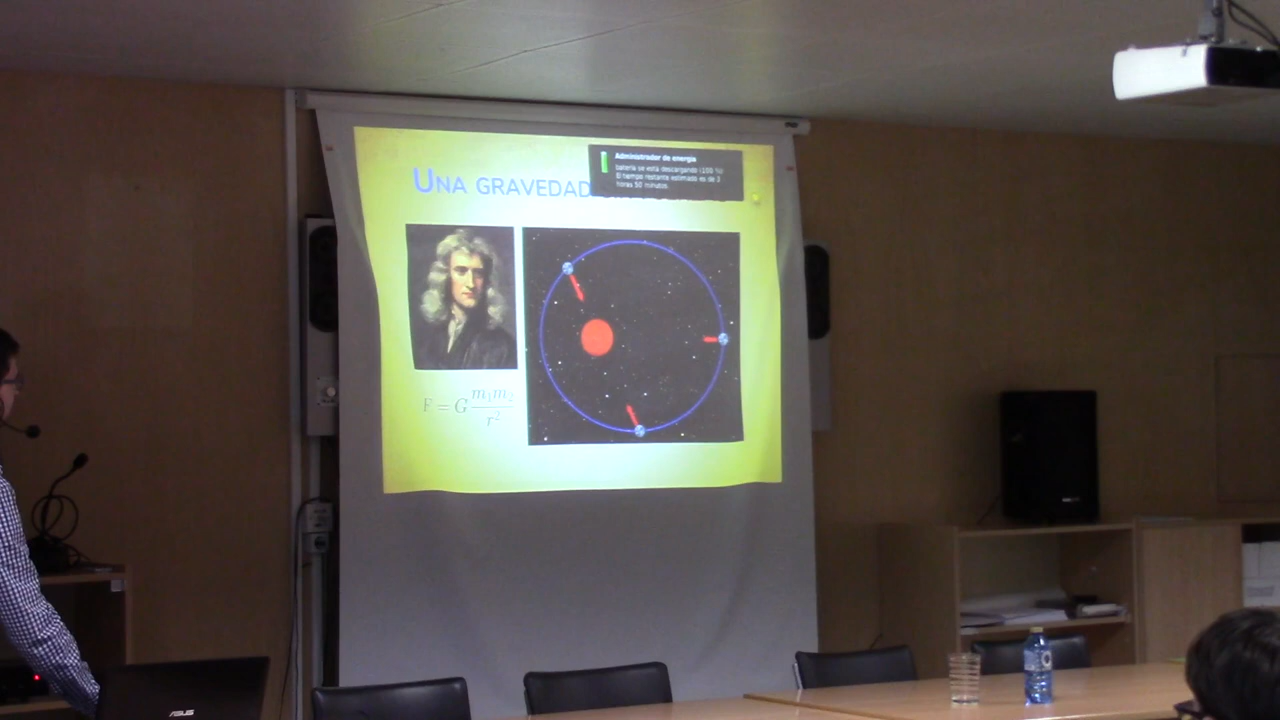 Administrador de energía
batería se está descargando (100 %)
El tiempo restante estimado es de 2
horas 50 minutos.
UNA GRAVEDAD
F = G m₁m₂ / r²
ASUS